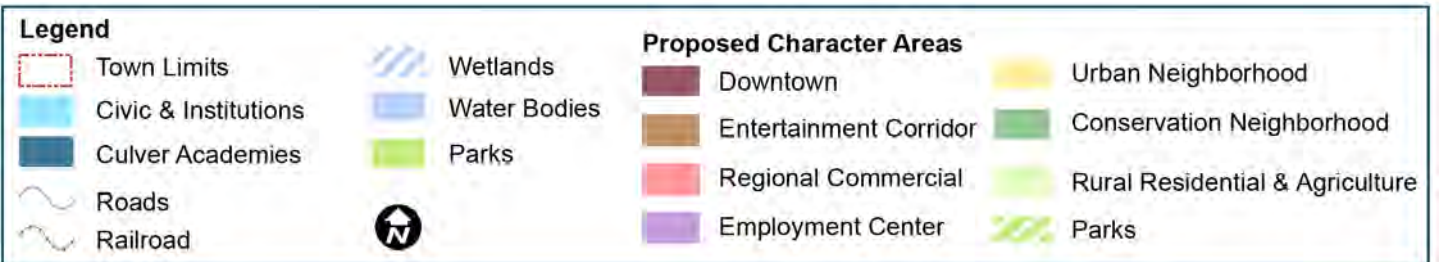 Legend
Town Limits
Civic & Institutions
Culver Academies
Roads
Railroad
Wetlands
Water Bodies
Parks
N
Proposed Character Areas
Downtown
Entertainment Corridor
Regional Commercial
Employment Center
Urban Neighborhood
Conservation Neighborhood
Rural Residential & Agriculture
Parks